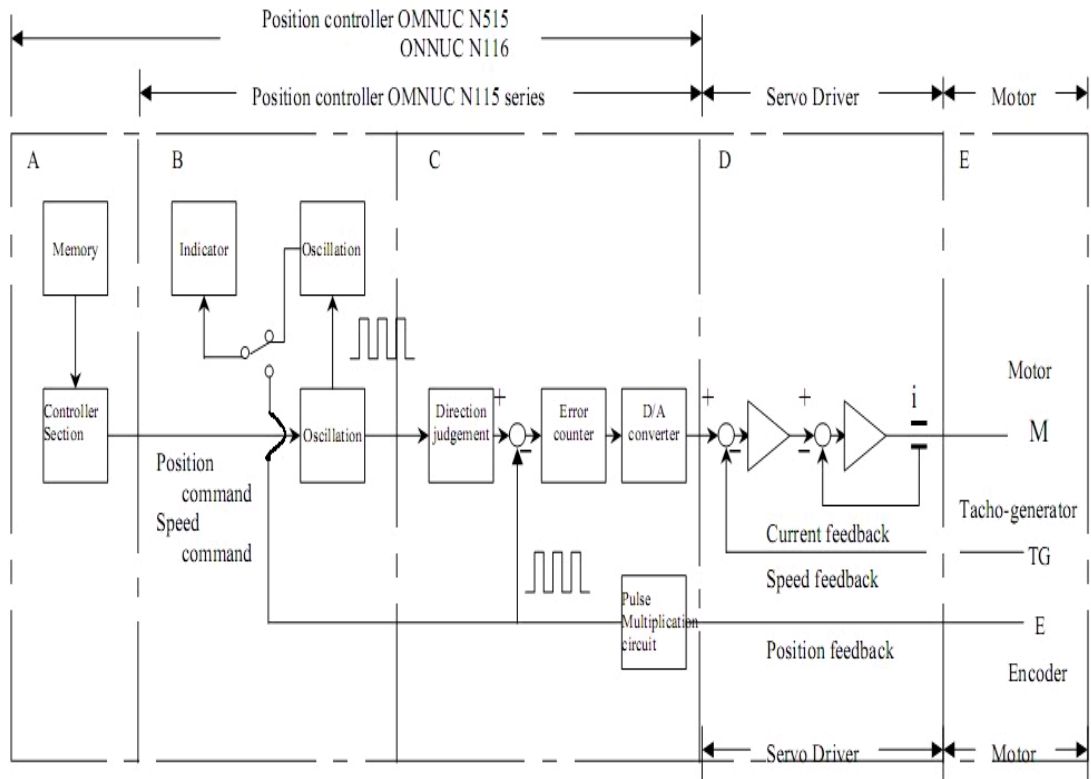 Position controller OMNUC N515
ONNUC N116
Position controller OMNUC N115 series
Servo Driver
Motor
A
B
C
D
E
Memory
Indicator
Oscillation
Controller
Section
Oscillation
Direction
judgement
+
−
Error
counter
D/A
converter
+
−
+
−
i
Motor
M
Position
command
Speed
command
Tacho-generator
Current feedback
TG
Speed feedback
Pulse
Multiplication
circuit
E
Position feedback
Encoder
Servo Driver
Motor